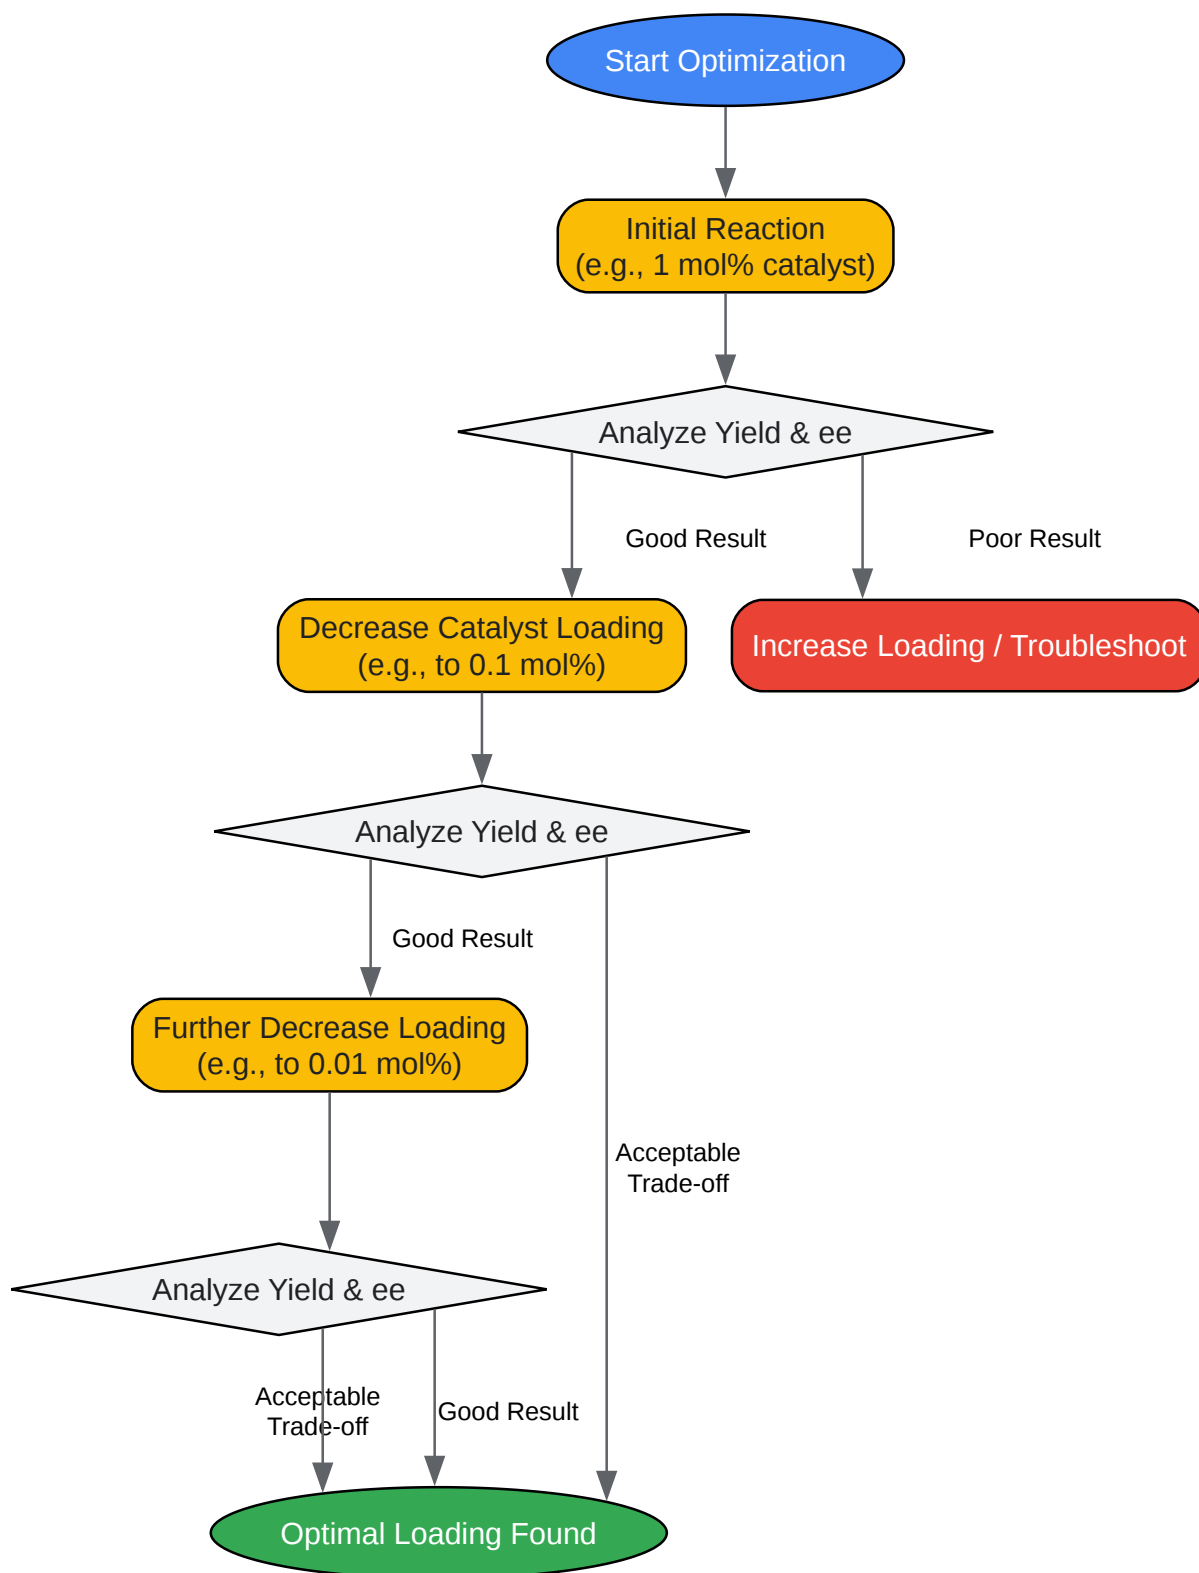 Start Optimization
Initial Reaction
(e.g., 1 mol% catalyst)
Analyze Yield & ee
Good Result
Poor Result
Decrease Catalyst Loading
(e.g., to 0.1 mol%)
Increase Loading / Troubleshoot
Analyze Yield & ee
Good Result
Further Decrease Loading
(e.g., to 0.01 mol%)
Acceptable
Trade-off
Analyze Yield & ee
Acceptable
Trade-off
Good Result
Optimal Loading Found